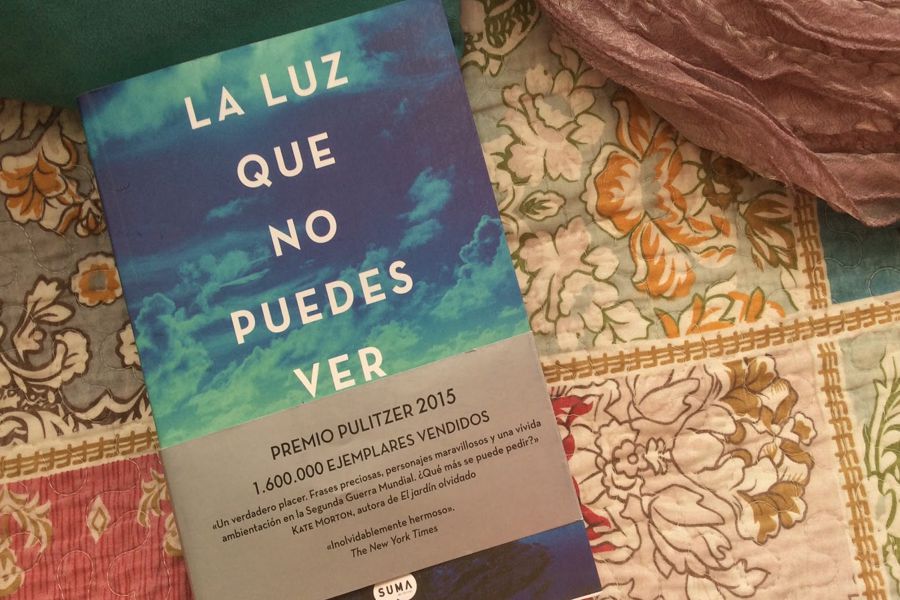 LA LUZ
QUE
NO
PUEDES
VER
PREMIO PULITZER 2015
1.600.000 EJEMPLARES VENDIDOS
«Un verdadero placer. Frases preciosas, personajes maravillosos y una vívida
ambientación en la Segunda Guerra Mundial. ¿Qué más se puede pedir?»
KATE MORTON, autora de El jardín olvidado
«Inolvidablemente hermoso».
The New York Times
SUMA